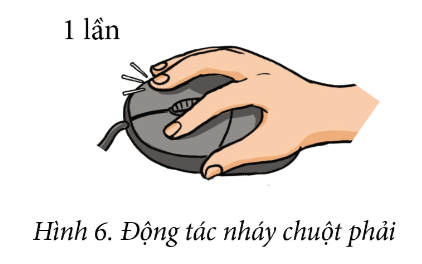 1 lần
Hình 6. Động tác nháy chuột phải